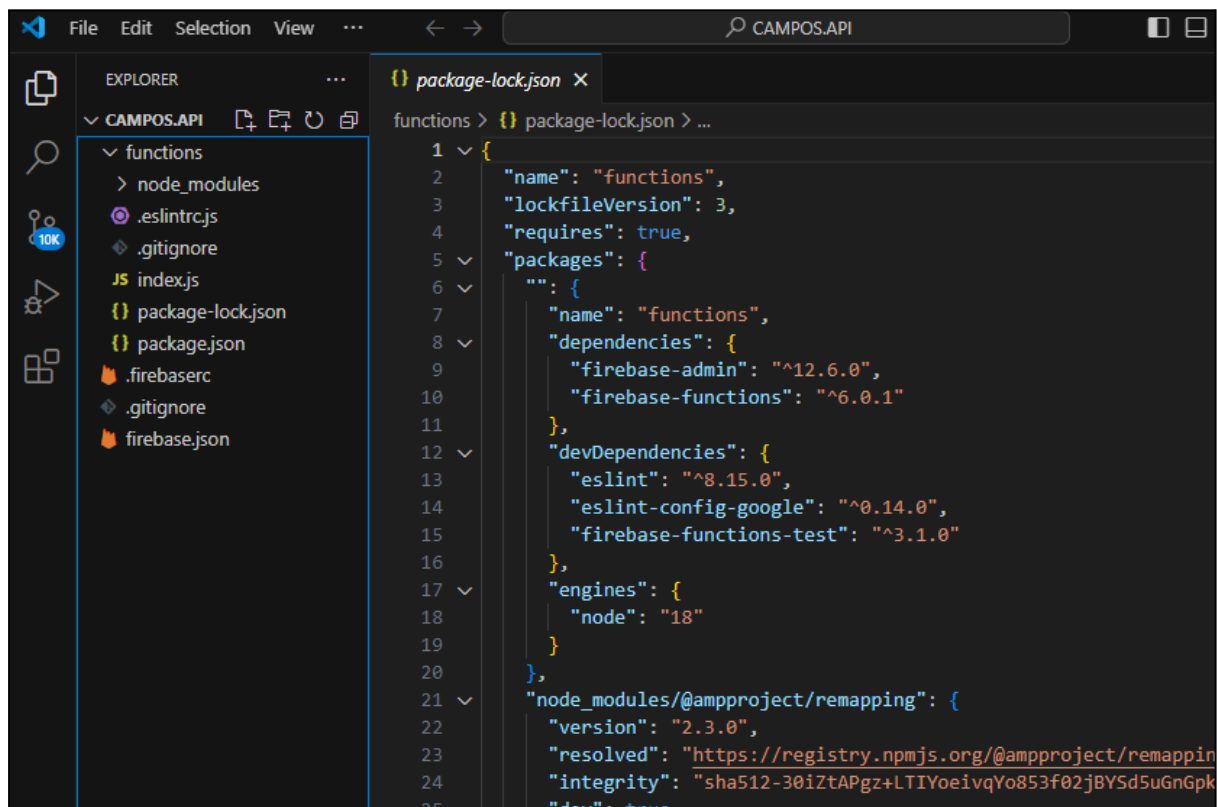 File Edit Selection View ··· CAMPOS.API
EXPLORER ···
CAMPOS.API
functions
node_modules
.eslintrc.js
.gitignore
JS index.js
{} package-lock.json
{} package.json
.firebaserc
.gitignore
firebase.json
10K
{} package-lock.json
functions > {} package-lock.json > ...
1 {
2 "name": "functions",
3 "lockfileVersion": 3,
4 "requires": true,
5 "packages": {
6 "": {
7 "name": "functions",
8 "dependencies": {
9 "firebase-admin": "^12.6.0",
10 "firebase-functions": "^6.0.1"
11 },
12 "devDependencies": {
13 "eslint": "^8.15.0",
14 "eslint-config-google": "^0.14.0",
15 "firebase-functions-test": "^3.1.0"
16 },
17 "engines": {
18 "node": "18"
19 }
20 },
21 "node_modules/@ampproject/remapping": {
22 "version": "2.3.0",
23 "resolved": "https://registry.npmjs.org/@ampproject/remappin
24 "integrity": "sha512-30iZtAPgz+LTIYoeivqYo853f02jBYSd5uGnGpk
25 "dev": true